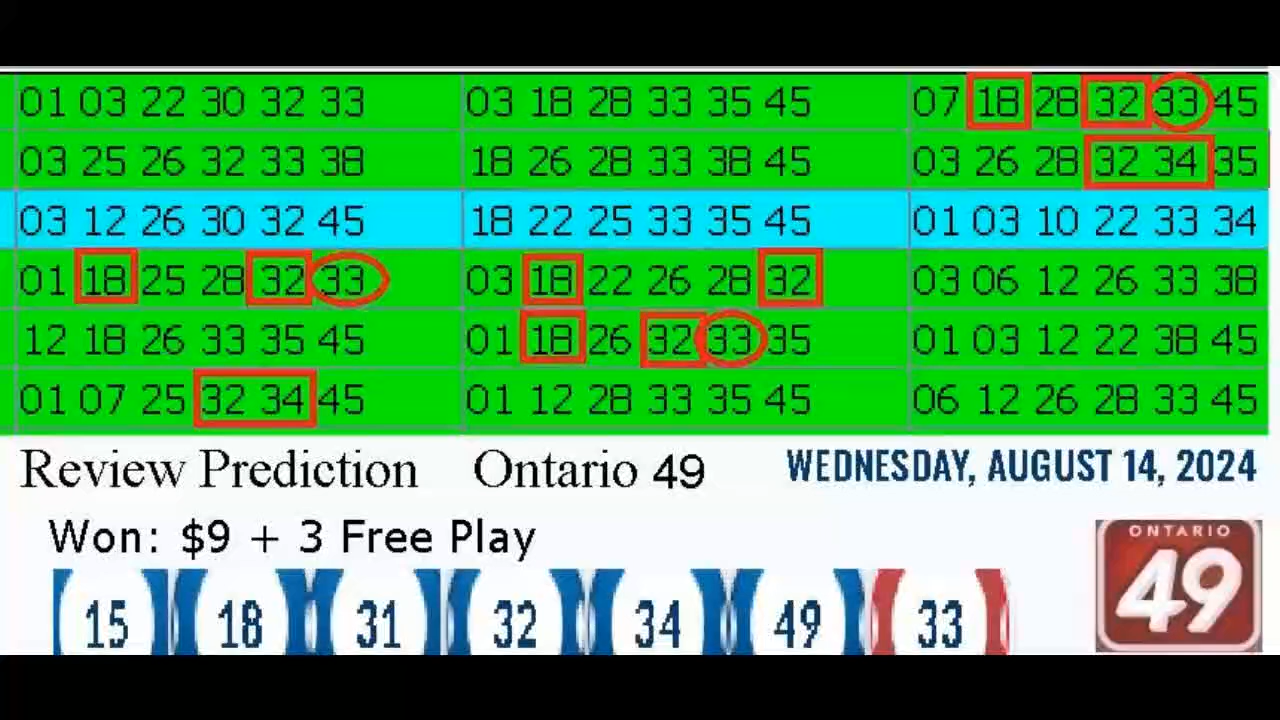 01 03 22 30 32 33 03 18 28 33 35 45 07 18 28 32 33 45
03 25 26 32 33 38 18 26 28 33 38 45 03 26 28 32 34 35
03 12 26 30 32 45 18 22 25 33 35 45 01 03 10 22 33 34
01 18 25 28 32 33 03 18 22 26 28 32 03 06 12 26 33 38
12 18 26 33 35 45 01 18 26 32 33 35 01 03 12 22 38 45
01 07 25 32 34 45 01 12 28 33 35 45 06 12 26 28 33 45
Review Prediction Ontario 49 WEDNESDAY, AUGUST 14, 2024
Won: $9 + 3 Free Play
ONTARIO
49
15 18 31 32 34 49 33